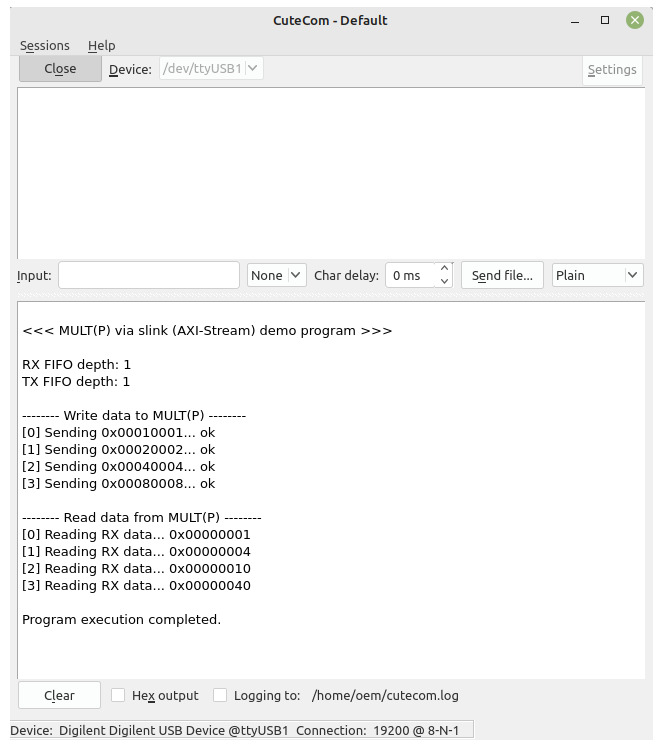 CuteCom - Default
Sessions Help
Close Device: /dev/ttyUSB1 Settings
Input: None Char delay: 0 ms Send file... Plain
<<< MULT(P) via slink (AXI-Stream) demo program >>>
RX FIFO depth: 1
TX FIFO depth: 1
-------- Write data to MULT(P) --------
[0] Sending 0x00010001... ok
[1] Sending 0x00020002... ok
[2] Sending 0x00040004... ok
[3] Sending 0x00080008... ok
-------- Read data from MULT(P) --------
[0] Reading RX data... 0x00000001
[1] Reading RX data... 0x00000004
[2] Reading RX data... 0x00000010
[3] Reading RX data... 0x00000040
Program execution completed.
Clear Hex output Logging to: /home/oem/cutecom.log
Device: Digilent Digilent USB Device @ttyUSB1 Connection: 19200 @ 8-N-1